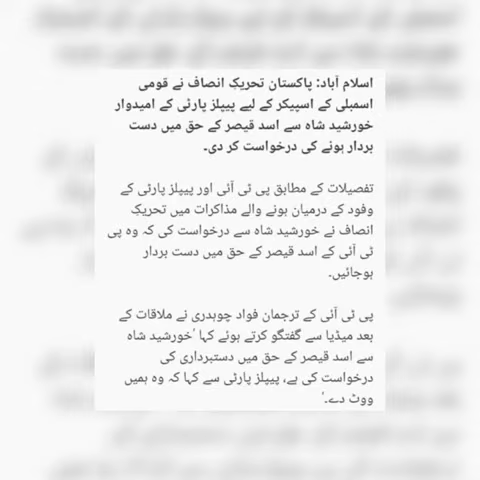 اسلام آباد: پاکستان تحریکِ انصاف نے قومی
اسمبلی کے اسپیکر کے لیے پیپلز پارٹی کے امیدوار
خورشید شاہ سے اسد قیصر کے حق میں دست
بردار ہونے کی درخواست کر دی۔
تفصیلات کے مطابق پی ٹی آئی اور پیپلز پارٹی کے
وفود کے درمیان ہونے والے مذاکرات میں تحریکِ
انصاف نے خورشید شاہ سے درخواست کی کہ وہ پی
ٹی آئی کے اسد قیصر کے حق میں دست بردار
ہوجائیں۔
پی ٹی آئی کے ترجمان فواد چوہدری نے ملاقات کے
بعد میڈیا سے گفتگو کرتے ہوئے کہا ’خورشید شاہ
سے اسد قیصر کے حق میں دستبرداری کی
درخواست کی ہے، پیپلز پارٹی سے کہا کہ وہ ہمیں
ووٹ دے۔‘